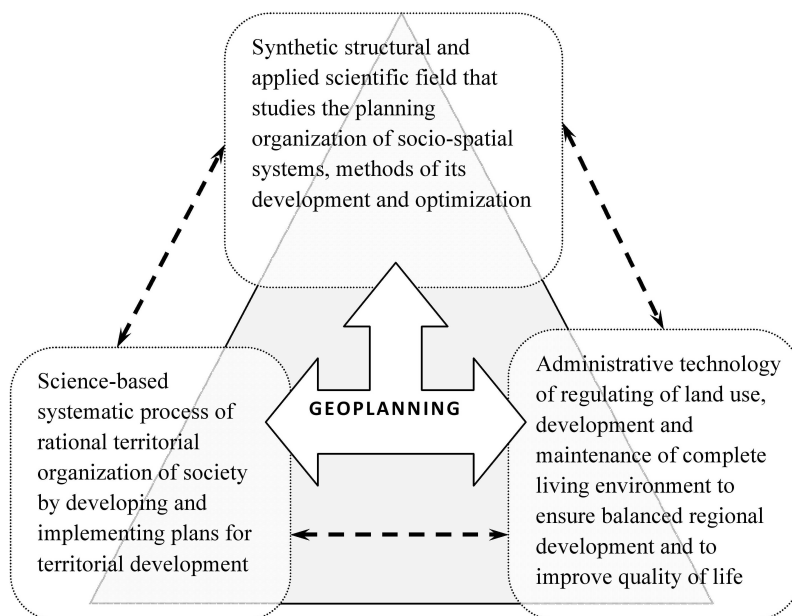 Synthetic structural and
applied scientific field that
studies the planning
organization of socio-spatial
systems, methods of its
development and optimization
Science-based
systematic process of
rational territorial
organization of society
by developing and
implementing plans for
territorial development
GEOPLANNING
Administrative technology
of regulating of land use,
development and
maintenance of complete
living environment to
ensure balanced regional
development and to
improve quality of life